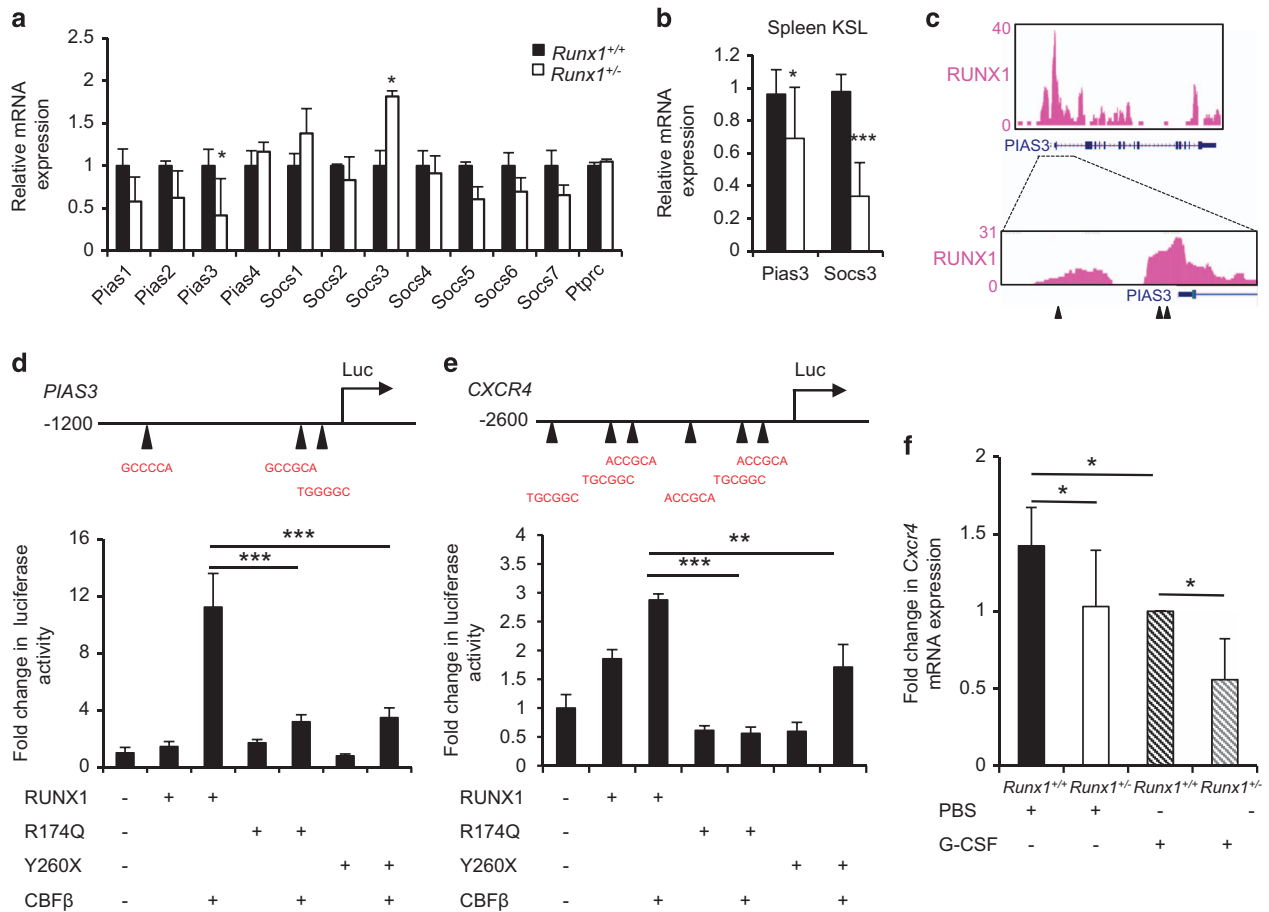 a
2.5
2
1.5
1
0.5
0
Relative mRNA
expression
Runx1+/+
Runx1+/-
*
*
Pias1
Pias2
Pias3
Pias4
Socs1
Socs2
Socs3
Socs4
Socs5
Socs6
Socs7
Ptprc
b
Spleen KSL
1.2
1
0.8
0.6
0.4
0.2
0
Relative mRNA
expression
*
***
Pias3
Socs3
c
40
RUNX1
0
PIAS3
31
RUNX1
0
PIAS3
d
PIAS3
Luc
-1200
GCCCCA
GCCGCA
TGGGGC
16
12
8
4
0
Fold change in luciferase
activity
***
***
RUNX1 - + +
R174Q - + +
Y260X - + +
CBFβ - + + +
e
CXCR4
Luc
-2600
ACCGCA ACCGCA
TGCGGC TGCGGC
TGCGGC ACCGCA
4
3.5
3
2.5
2
1.5
1
0.5
0
Fold change in luciferase
activity
**
***
RUNX1 - + +
R174Q - + +
Y260X - + +
CBFβ - + + +
f
2
1.5
1
0.5
0
Fold change in Cxcr4
mRNA expression
*
*
*
Runx1+/+ Runx1+/- Runx1+/+ Runx1+/-
PBS + + - -
G-CSF - - + +